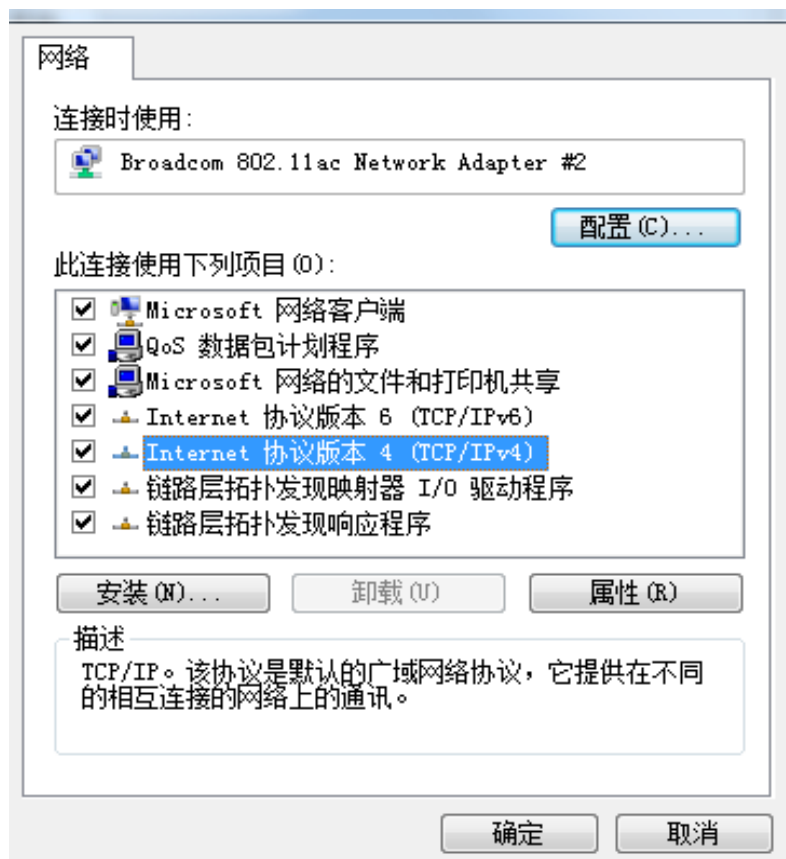 网络
连接时使用:
Broadcom 802.11ac Network Adapter #2
配置(C)...
此连接使用下列项目(O):
Microsoft 网络客户端
QoS 数据包计划程序
Microsoft 网络的文件和打印机共享
Internet 协议版本 6 (TCP/IPv6)
Internet 协议版本 4 (TCP/IPv4)
链路层拓扑发现映射器 I/O 驱动程序
链路层拓扑发现响应程序
安装(N)... 卸载(U) 属性(R)
描述
TCP/IP。该协议是默认的广域网络协议，它提供在不同
的相互连接的网络上的通讯。
确定 取消